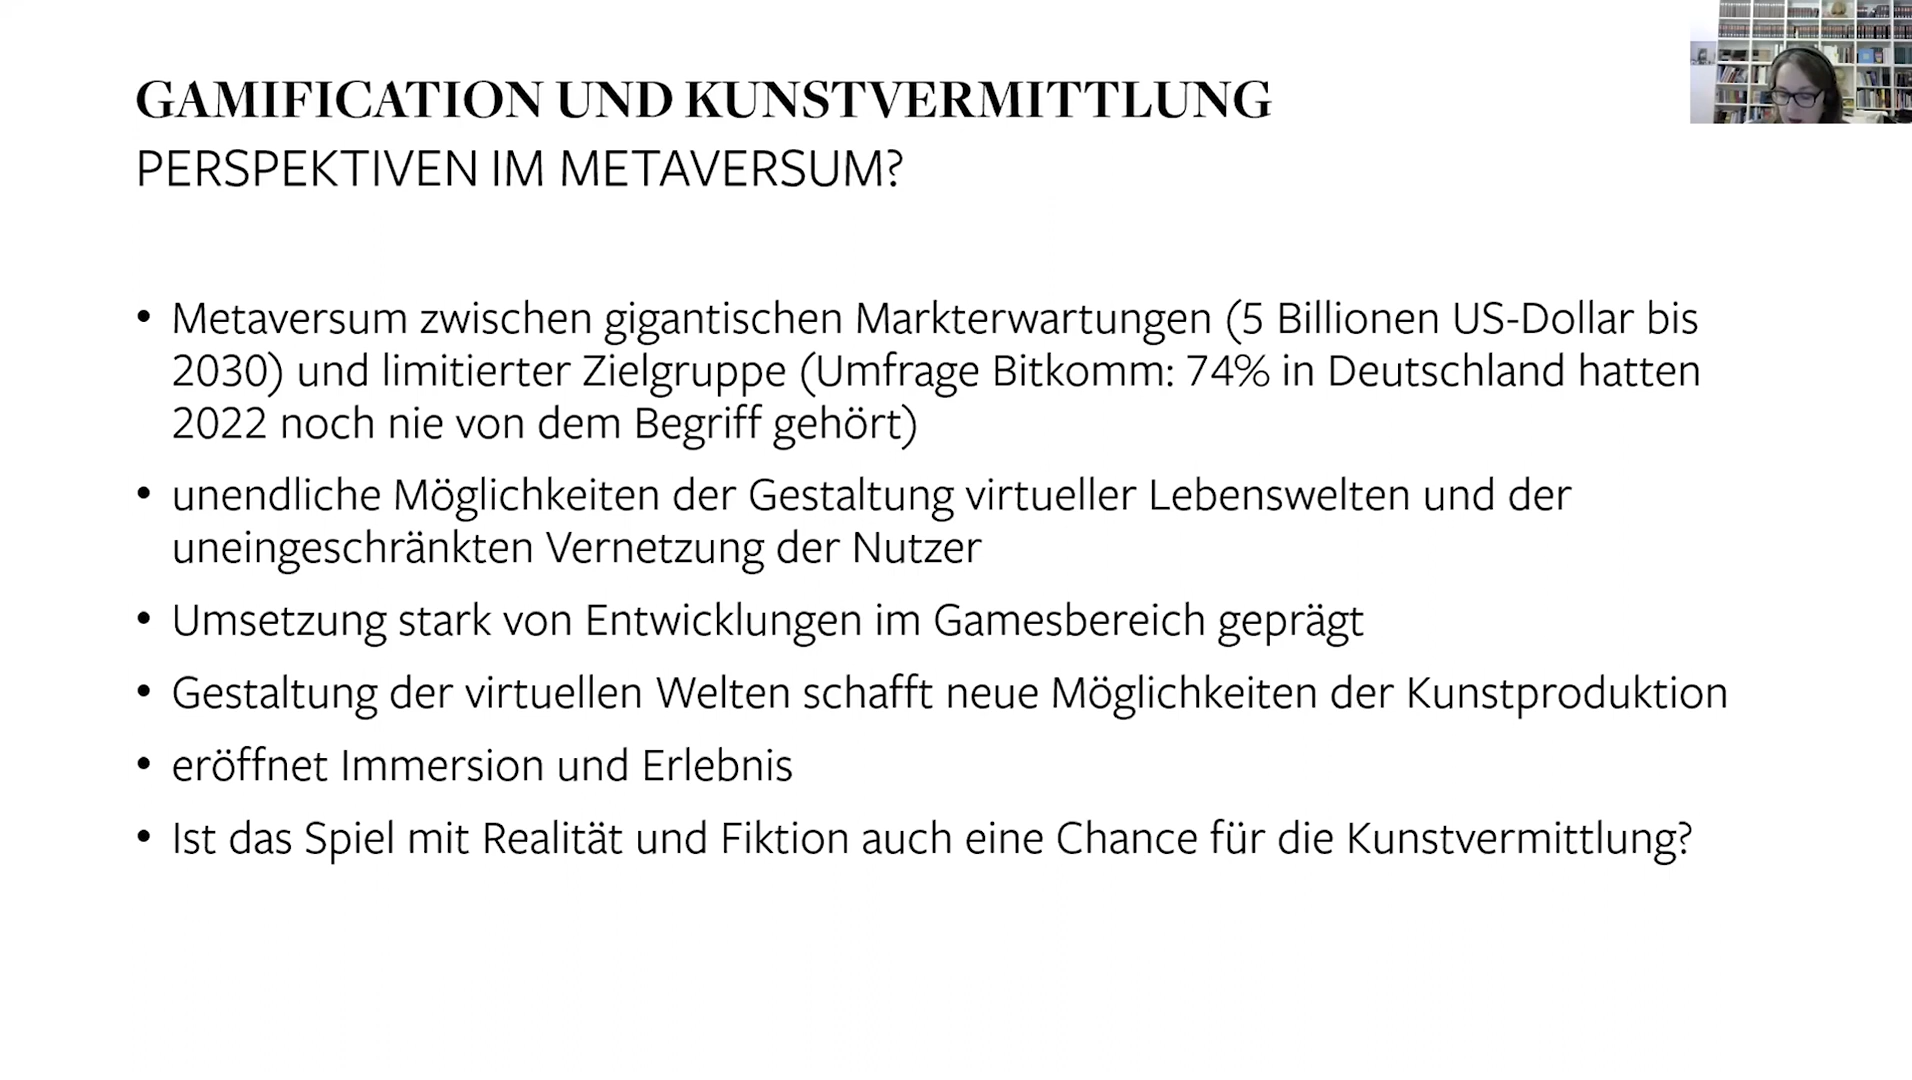 GAMIFICATION UND KUNSTVERMITTLUNG
PERSPEKTIVEN IM METAVERSUM?
• Metaversum zwischen gigantischen Markterwartungen (5 Billionen US-Dollar bis
2030) und limitierter Zielgruppe (Umfrage Bitkomm: 74% in Deutschland hatten
2022 noch nie von dem Begriff gehört)
• unendliche Möglichkeiten der Gestaltung virtueller Lebenswelten und der
uneingeschränkten Vernetzung der Nutzer
• Umsetzung stark von Entwicklungen im Gamesbereich geprägt
• Gestaltung der virtuellen Welten schafft neue Möglichkeiten der Kunstproduktion
• eröffnet Immersion und Erlebnis
• Ist das Spiel mit Realität und Fiktion auch eine Chance für die Kunstvermittlung?